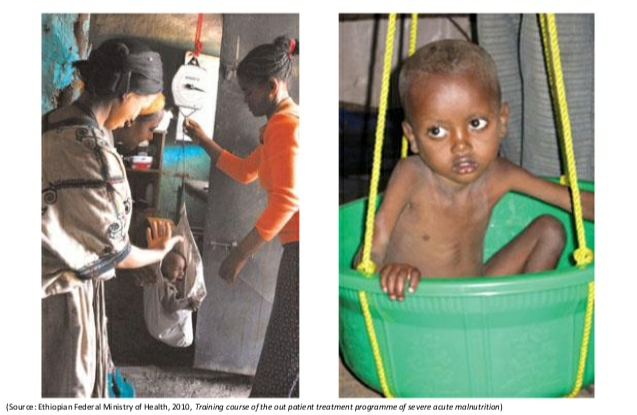 (Source: Ethiopian Federal Ministry of Health, 2010, Training course of the out patient treatment programme of severe acute malnutrition)